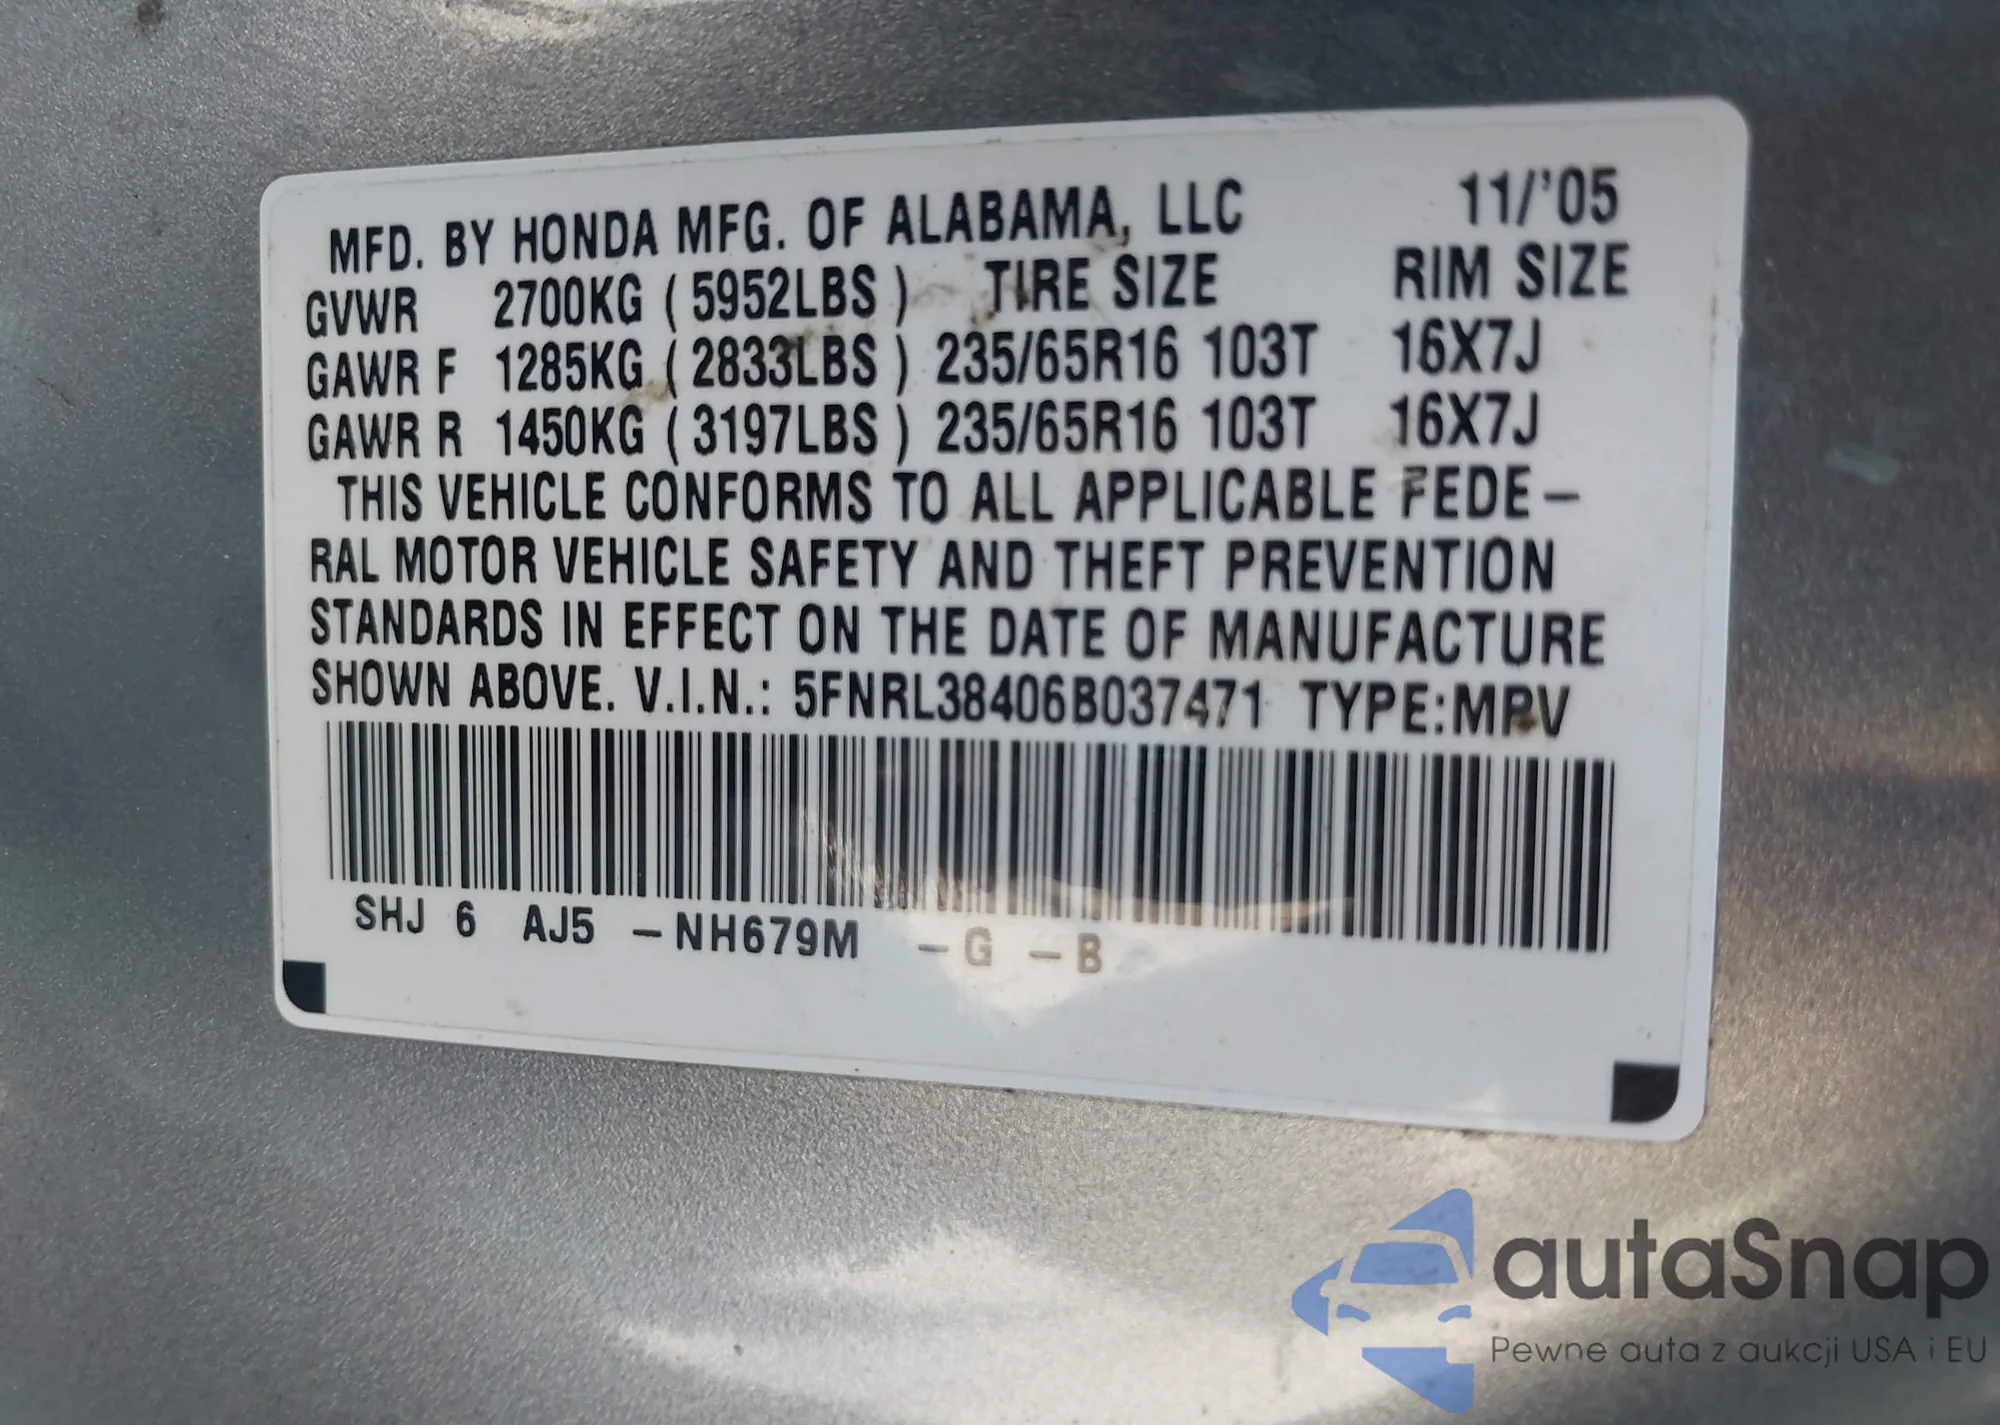 MFD. BY HONDA MFG. OF ALABAMA, LLC 11/'05
GVWR 2700KG ( 5952LBS ) TIRE SIZE RIM SIZE
GAWR F 1285KG ( 2833LBS ) 235/65R16 103T 16X7J
GAWR R 1450KG ( 3197LBS ) 235/65R16 103T 16X7J
THIS VEHICLE CONFORMS TO ALL APPLICABLE FEDE–
RAL MOTOR VEHICLE SAFETY AND THEFT PREVENTION
STANDARDS IN EFFECT ON THE DATE OF MANUFACTURE
SHOWN ABOVE. V.I.N.: 5FNRL38406B037471 TYPE:MPV
SHJ 6 AJ5 –NH679M –G –B
autaSnap
Pewne auta z aukcji USA i EU